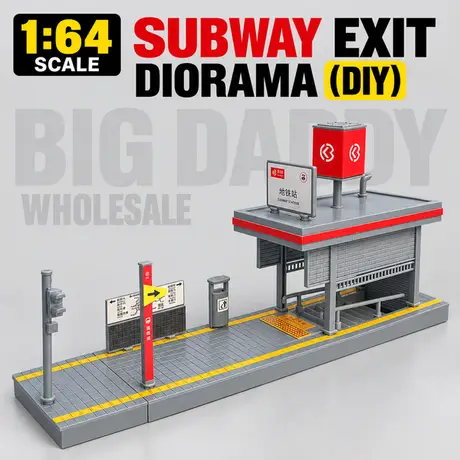 1:64
SCALE
SUBWAY EXIT
DIORAMA (DIY)
BIG DADDY
WHOLESALE
地铁站